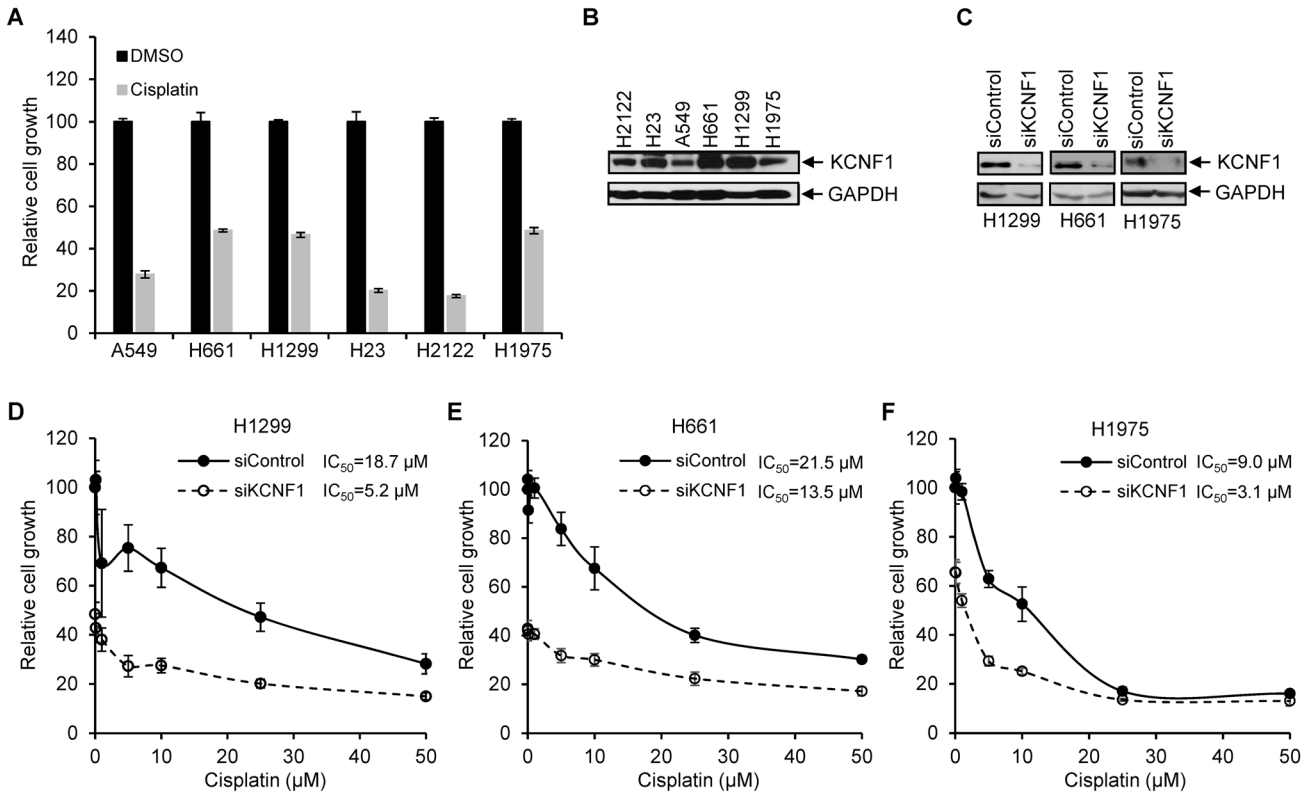 A
140
120
100
80
60
40
20
0
Relative cell growth
DMSO
Cisplatin
A549 H661 H1299 H23 H2122 H1975
B
H2122 H23 A549 H661 H1299 H1975
KCNF1
GAPDH
C
siControl siKCNF1 siControl siKCNF1 siControl siKCNF1
KCNF1
GAPDH
H1299 H661 H1975
D
H1299
siControl IC50=18.7 µM
siKCNF1 IC50=5.2 µM
120
100
80
60
40
20
0
Relative cell growth
0 10 20 30 40 50
Cisplatin (µM)
E
H661
siControl IC50=21.5 µM
siKCNF1 IC50=13.5 µM
120
100
80
60
40
20
0
Relative cell growth
0 10 20 30 40 50
Cisplatin (µM)
F
H1975
siControl IC50=9.0 µM
siKCNF1 IC50=3.1 µM
120
100
80
60
40
20
0
Relative cell growth
0 10 20 30 40 50
Cisplatin (µM)